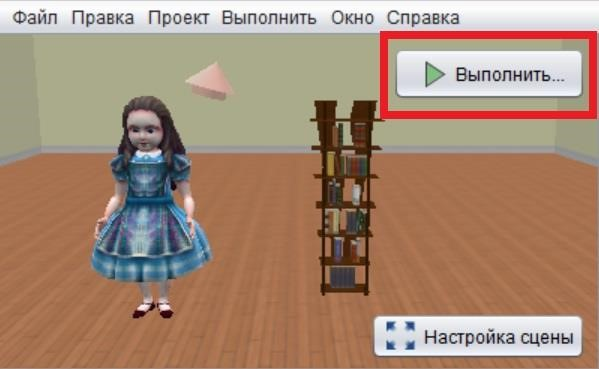 Файл Правка Проект Выполнить Окно Справка
Выполнить...
Настройка сцены